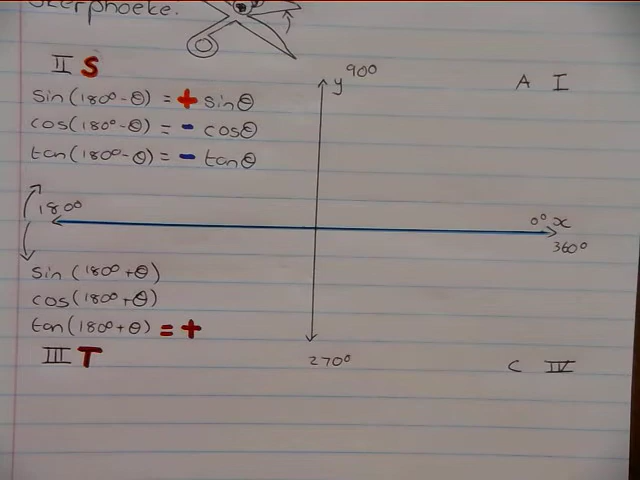 Skerphoeke.
II S
sin(180° - θ) = + sinθ
cos(180° - θ) = - cosθ
tan(180° - θ) = - tanθ
y 90°
A I
180°
0° x
360°
sin (180° + θ)
cos(180° + θ)
tan(180° + θ) = +
III T
270°
C IV